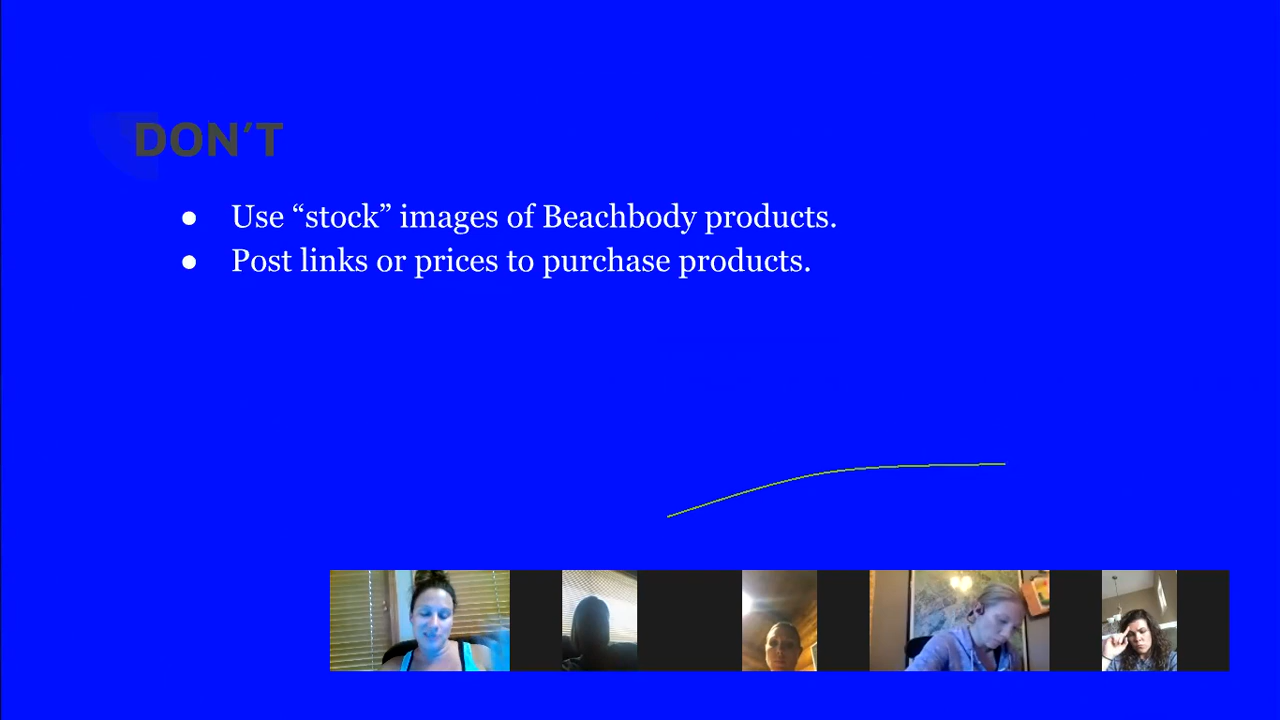 DON’T
● Use “stock” images of Beachbody products.
● Post links or prices to purchase products.